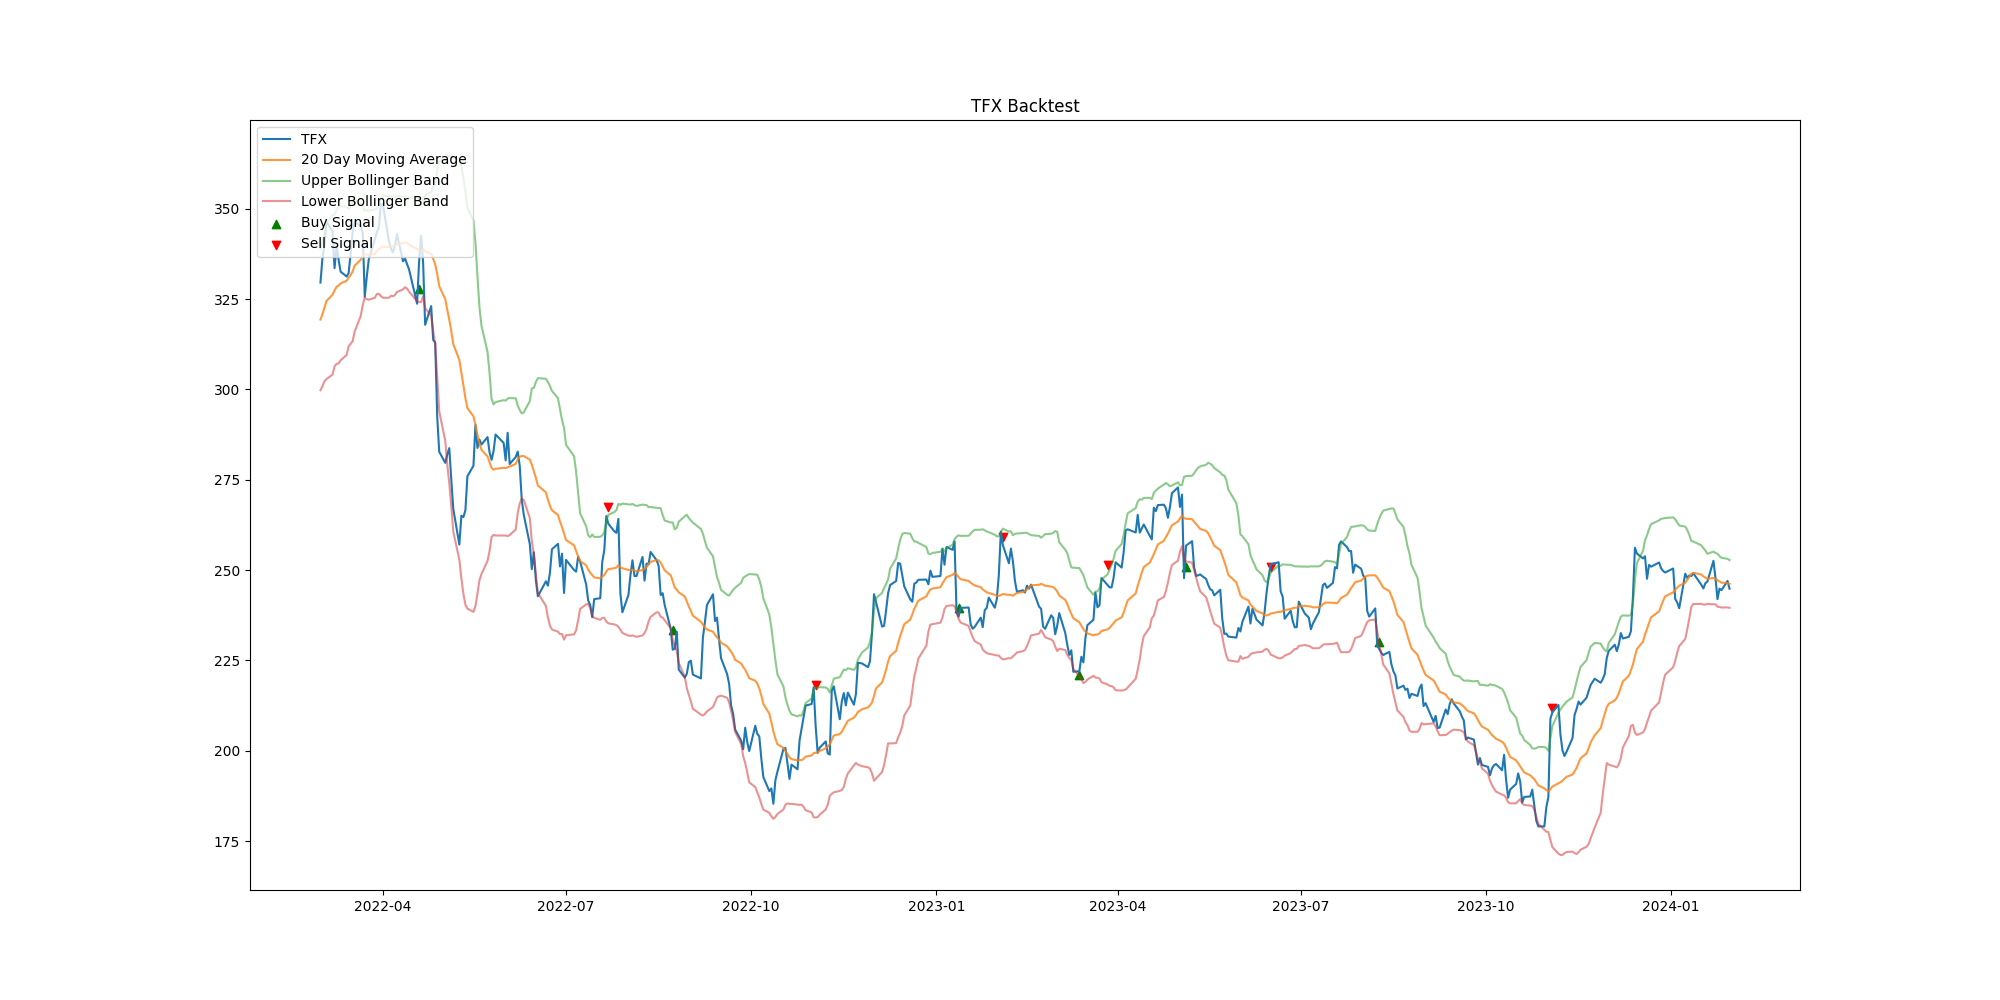 TFX Backtest
TFX
20 Day Moving Average
Upper Bollinger Band
Lower Bollinger Band
Buy Signal
Sell Signal
350
325
300
275
250
225
200
175
2022-04 2022-07 2022-10 2023-01 2023-04 2023-07 2023-10 2024-01